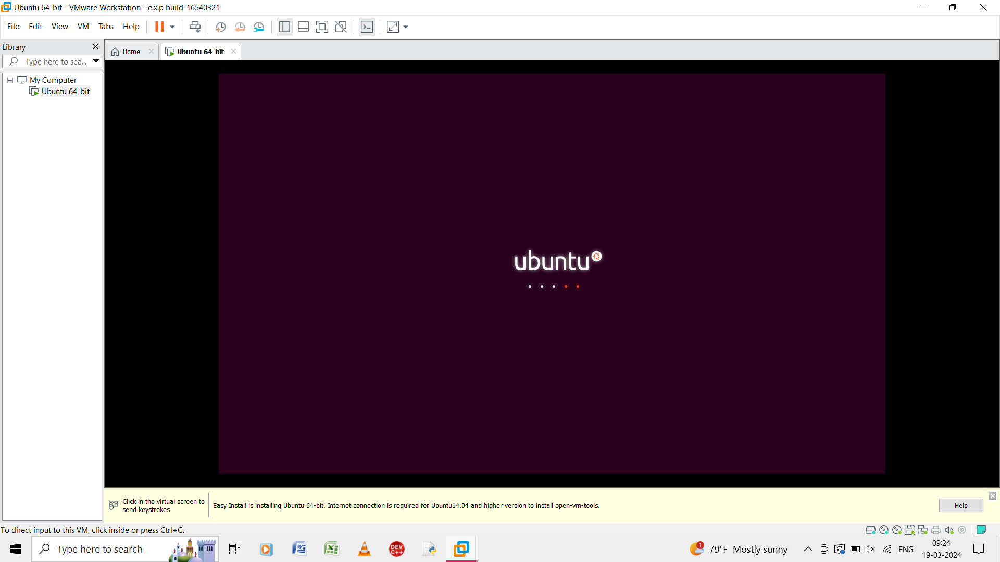 Ubuntu 64-bit - VMware Workstation - e.x.p build-16540321
File Edit View VM Tabs Help
Library
Type here to sea...
Home
Ubuntu 64-bit
My Computer
Ubuntu 64-bit
ubuntu
Click in the virtual screen to
send keystrokes
Easy Install is installing Ubuntu 64-bit. Internet connection is required for Ubuntu14.04 and higher version to install open-vm-tools.
Help
To direct input to this VM, click inside or press Ctrl+G.
Type here to search
DEV
C++
1
79°F Mostly sunny
ENG
09:24
19-03-2024